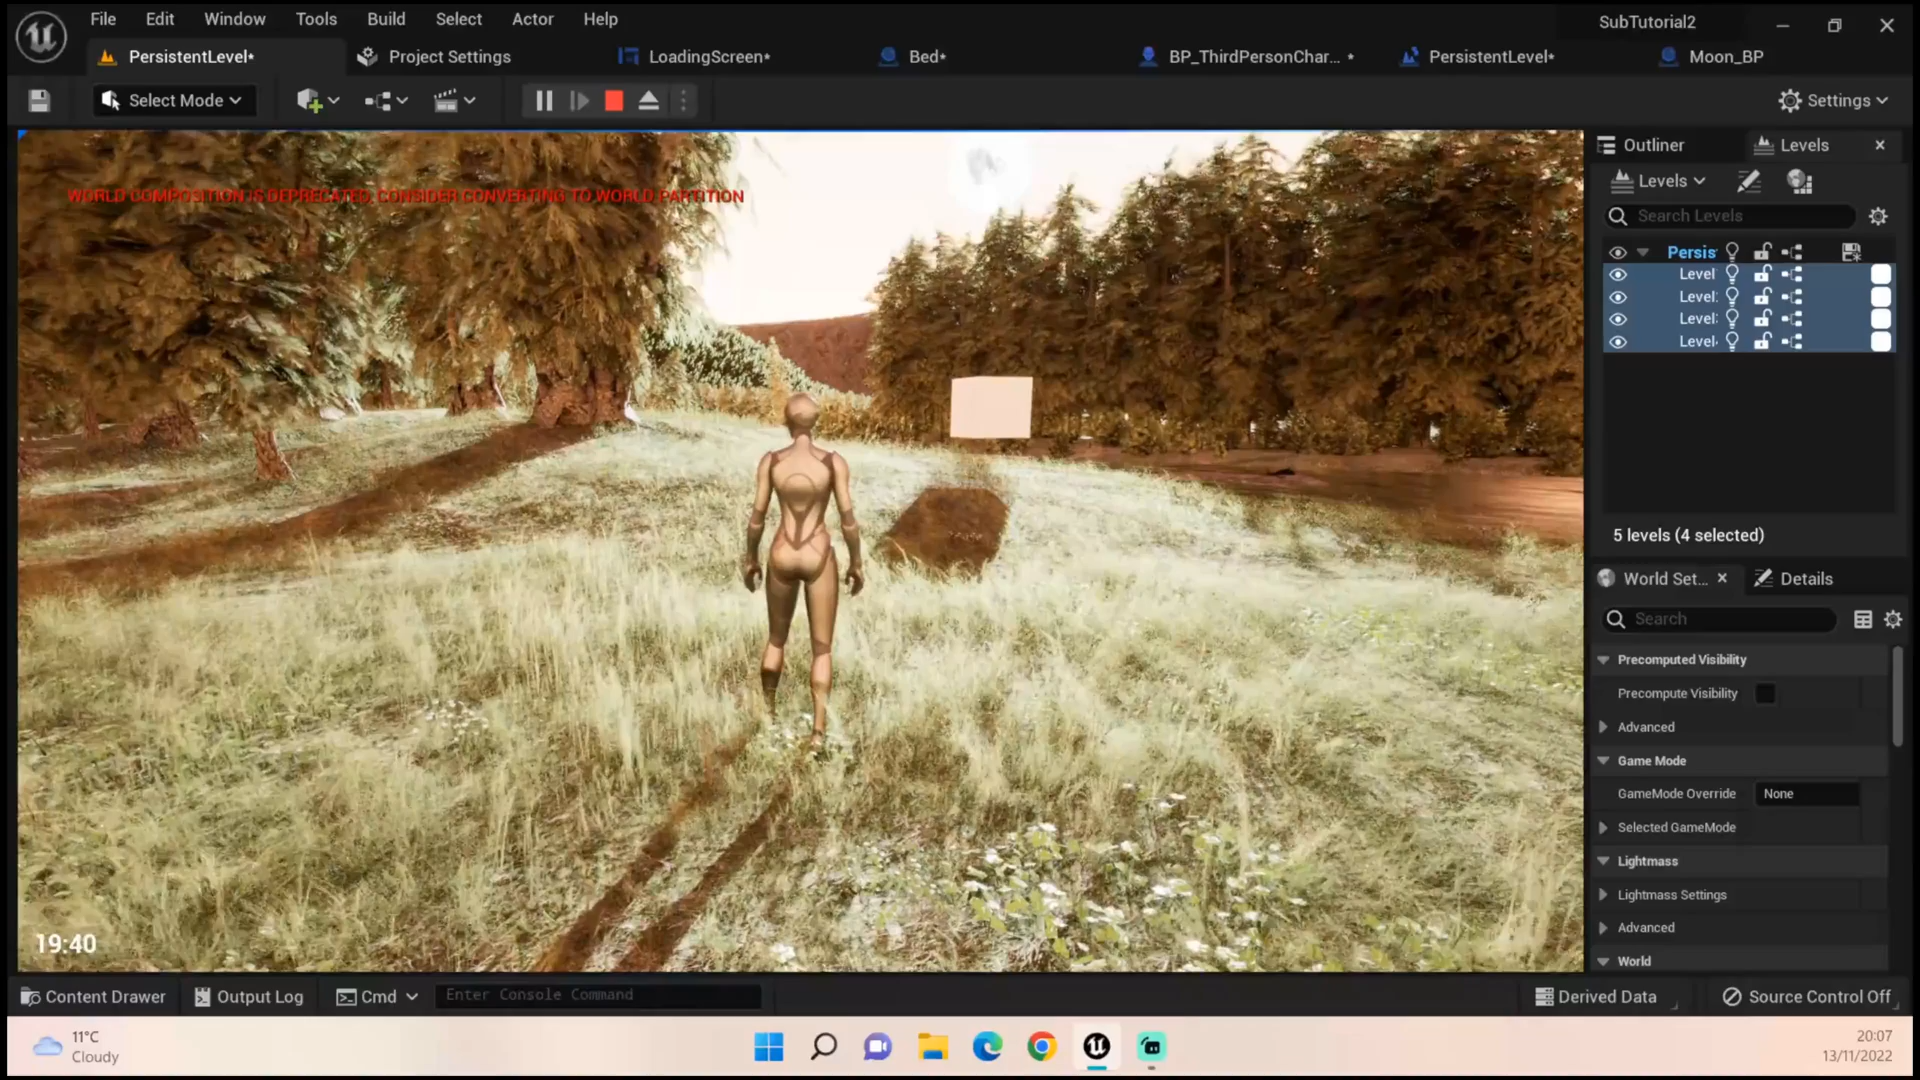 File Edit Window Tools Build Select Actor Help
SubTutorial2
PersistentLevel* Project Settings LoadingScreen* Bed* BP_ThirdPersonChar... * PersistentLevel* Moon_BP
Select Mode
Settings
WORLD COMPOSITION IS DEPRECATED, CONSIDER CONVERTING TO WORLD PARTITION
Outliner Levels
Levels
Search Levels
Persis
Level
Level
Level
Level
5 levels (4 selected)
World Set... Details
Search
Precomputed Visibility
Precompute Visibility
Advanced
Game Mode
GameMode Override None
Selected GameMode
Lightmass
Lightmass Settings
Advanced
World
19:40
Content Drawer Output Log Cmd Enter Console Command Derived Data Source Control Off
11°C
Cloudy
20:07
13/11/2022